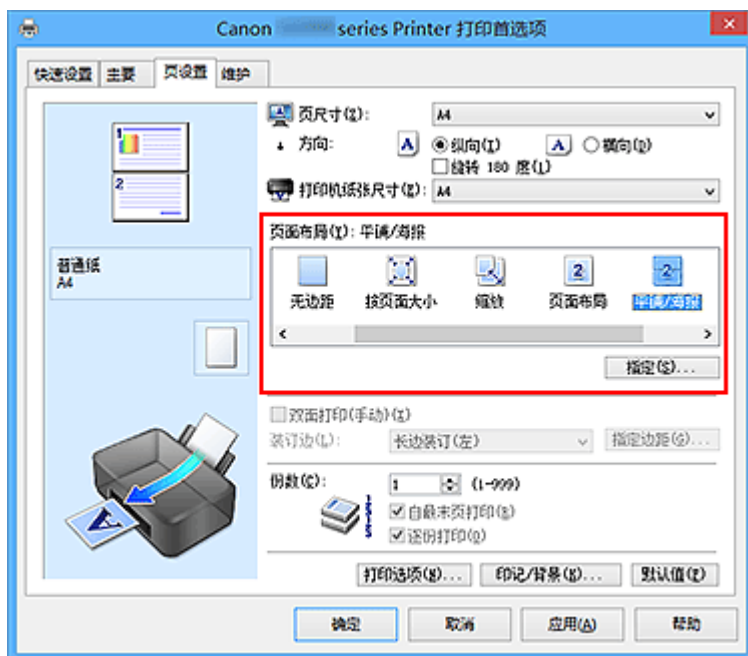 Canon series Printer 打印首选项
快速设置 主要 页设置 维护
页尺寸(Z): A4
方向: A 纵向(I) A 横向(D)
旋转 180 度(L)
打印机纸张尺寸(E): A4
页面布局(Y): 平铺/海报
1
2
普通纸
A4
2 2
无边距 按页面大小 缩放 页面布局 平铺/海报
指定(S)...
双面打印(手动)(X)
装订边(L): 长边装订(左) 指定边距(G)...
份数(C): 1 (1-999)
自最末页打印(R)
逐份打印(O)
A
打印选项(N)... 印记/背景(K)... 默认值(F)
确定 取消 应用(A) 帮助